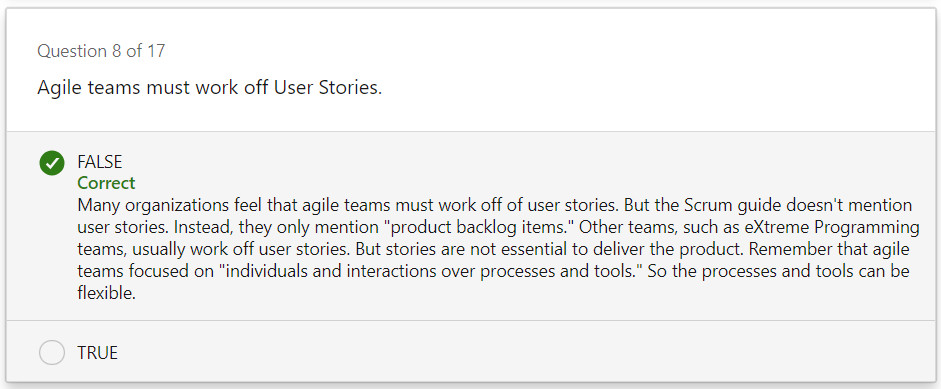 Question 8 of 17
Agile teams must work off User Stories.
FALSE
Correct
Many organizations feel that agile teams must work off of user stories. But the Scrum guide doesn't mention
user stories. Instead, they only mention "product backlog items." Other teams, such as eXtreme Programming
teams, usually work off user stories. But stories are not essential to deliver the product. Remember that agile
teams focused on "individuals and interactions over processes and tools." So the processes and tools can be
flexible.
TRUE